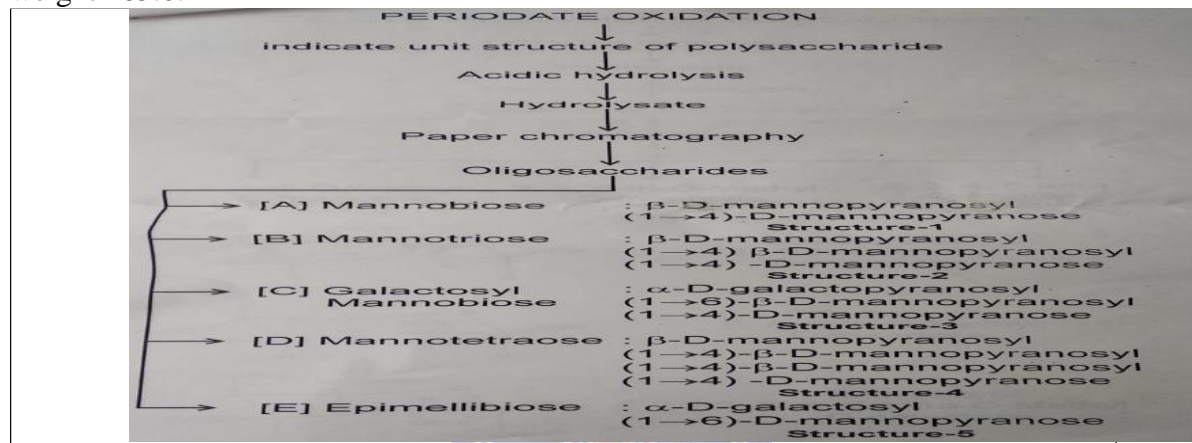 PERIODATE OXIDATION
indicate unit structure of polysaccharide
Acidic hydrolysis
Hydrolysate
Paper chromatography
Oligosaccharides
[A] Mannobiose : β-D-mannopyranosyl
(1→4)-D-mannopyranose
Structure-1
[B] Mannotriose : β-D-mannopyranosyl
(1→4) β-D-mannopyranosyl
(1→4) -D-mannopyranose
Structure-2
[C] Galactosyl : α-D-galactopyranosyl
Mannobiose (1→6)-β-D-mannopyranosyl
(1→4)-D-mannopyranose
Structure-3
[D] Mannotetraose : β-D-mannopyranosyl
(1→4)-β-D-mannopyranosyl
(1→4)-β-D-mannopyranosyl
(1→4) -D-mannopyranose
Structure-4
[E] Epimellibiose : α-D-galactosyl
(1→6)-D-mannopyranose
Structure-5